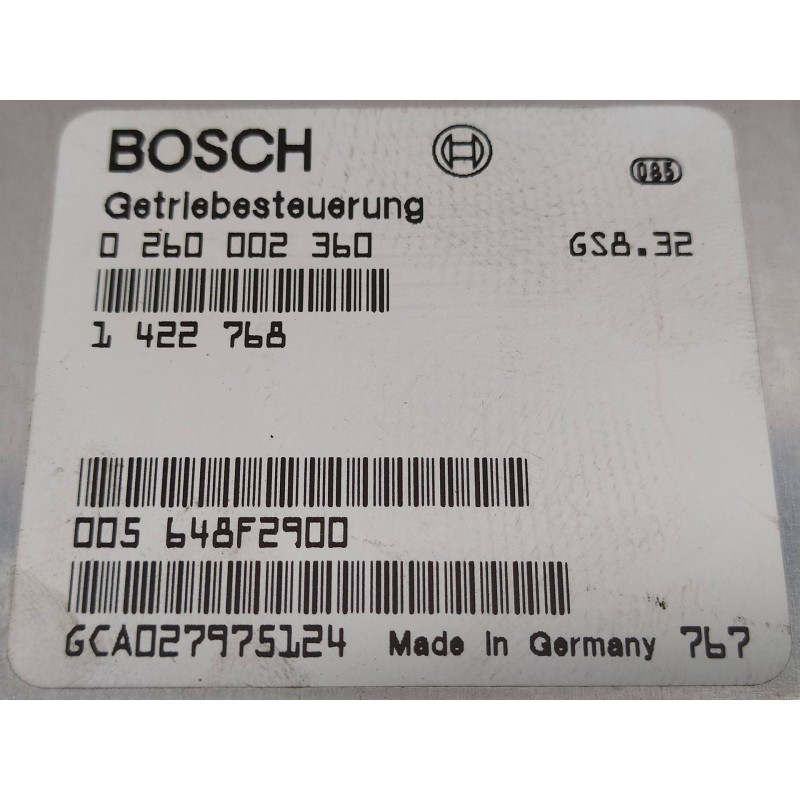 BOSCH
085
Getriebesteuerung
0 260 002 360 GS8.32
1 422 768
005 648F2900
GCA027975124 Made in Germany 767